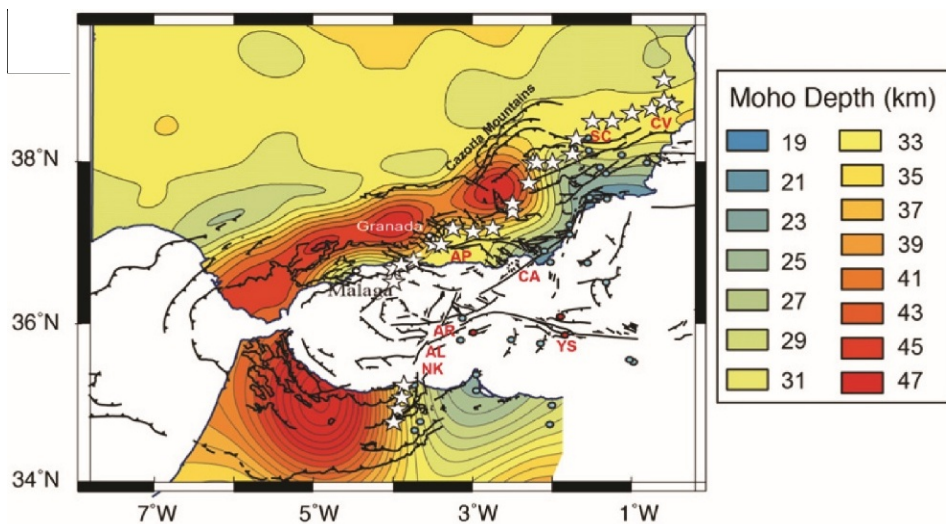 Cazorla Mountains
SC
CV
38°N
Granada
AP
CA
Malaga
36°N
AR
AL
YS
NK
34°N
7°W
5°W
3°W
1°W
Moho Depth (km)
19
33
21
35
23
37
25
39
27
41
29
43
31
45
47